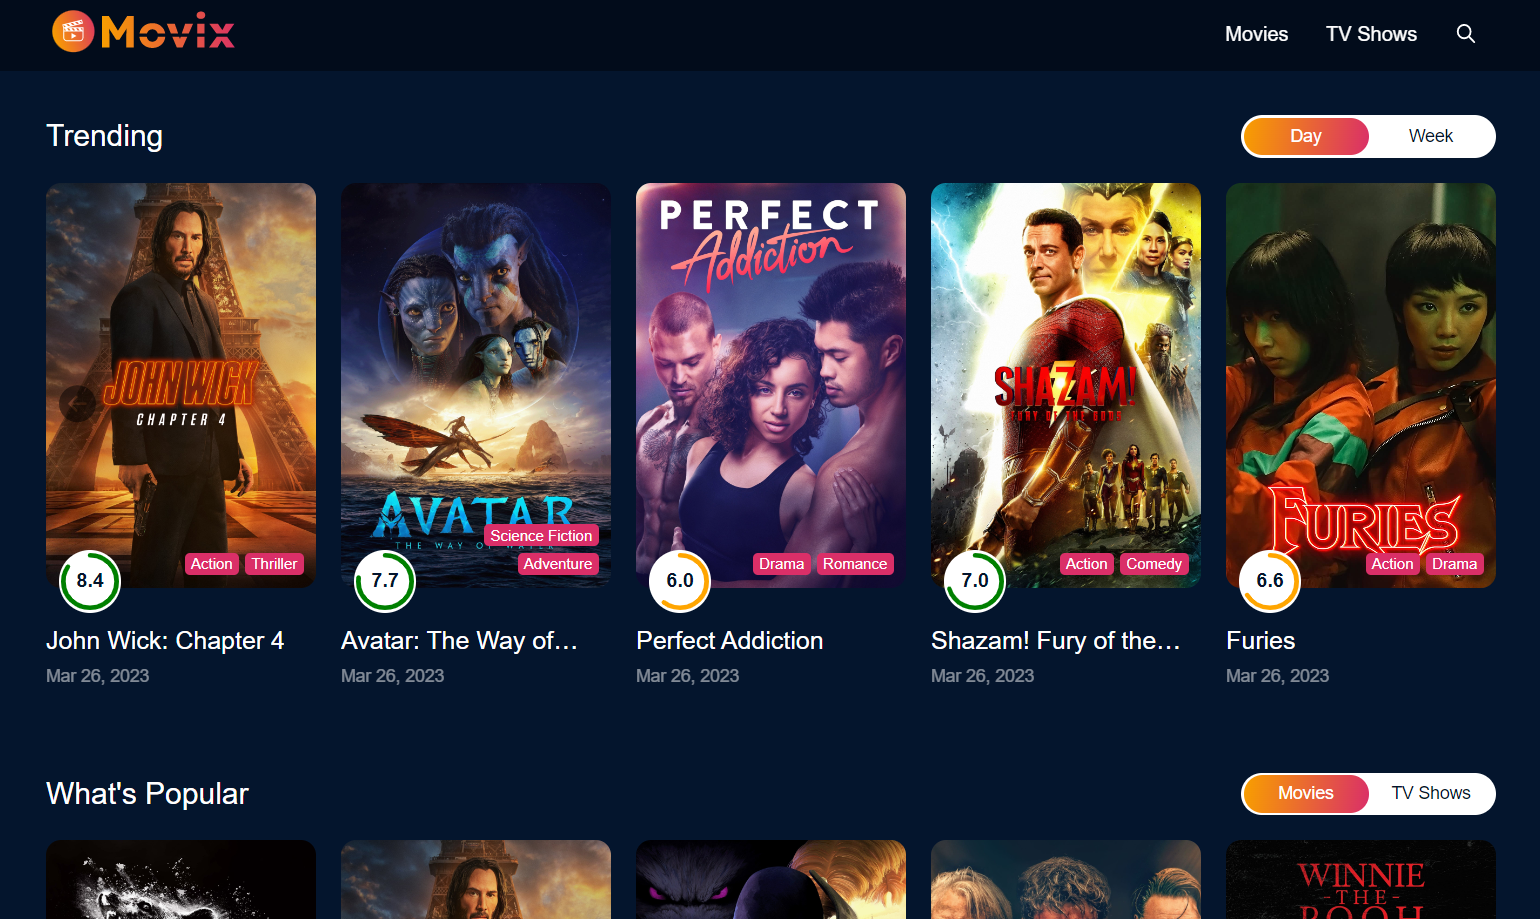 Movix
Movies
TV Shows
Trending
Day
Week
JOHN WICK
CHAPTER 4
8.4
Action
Thriller
John Wick: Chapter 4
Mar 26, 2023
AVATAR
THE WAY OF WATER
Science Fiction
Adventure
7.7
Avatar: The Way of...
Mar 26, 2023
PERFECT
Addiction
6.0
Drama
Romance
Perfect Addiction
Mar 26, 2023
SHAZAM!
FURY OF THE GODS
7.0
Action
Comedy
Shazam! Fury of the...
Mar 26, 2023
FURIES
6.6
Action
Drama
Furies
Mar 26, 2023
What's Popular
Movies
TV Shows
WINNIE
-THE-
POOH